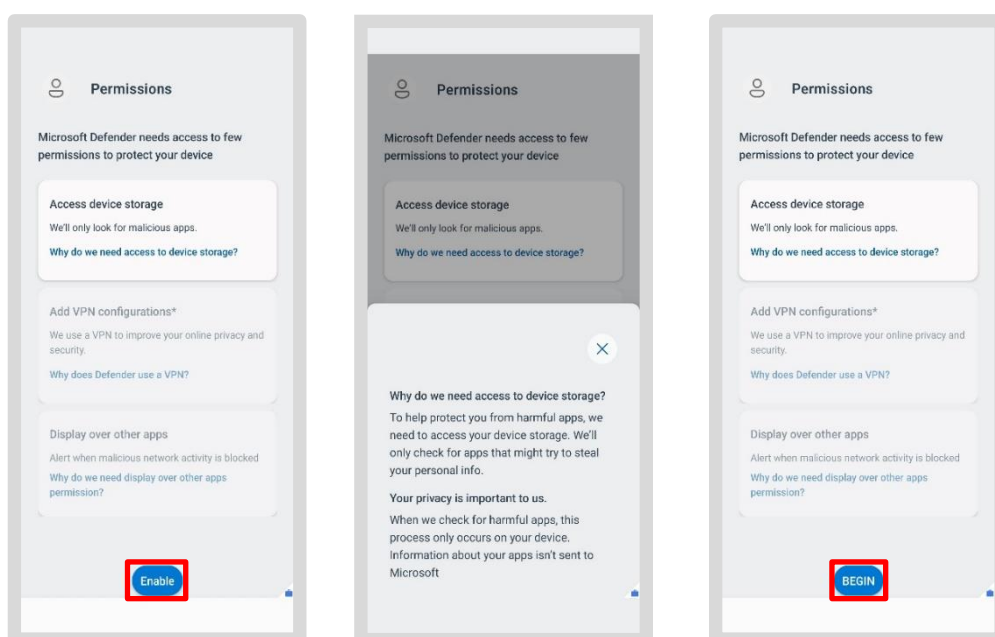 Permissions
Microsoft Defender needs access to few
permissions to protect your device
Access device storage
We'll only look for malicious apps.
Why do we need access to device storage?
Add VPN configurations*
We use a VPN to improve your online privacy and
security.
Why does Defender use a VPN?
Display over other apps
Alert when malicious network activity is blocked
Why do we need display over other apps
permission?
Enable
Permissions
Microsoft Defender needs access to few
permissions to protect your device
Access device storage
We'll only look for malicious apps.
Why do we need access to device storage?
Why do we need access to device storage?
To help protect you from harmful apps, we
need to access your device storage. We'll
only check for apps that might try to steal
your personal info.
Your privacy is important to us.
When we check for harmful apps, this
process only occurs on your device.
Information about your apps isn't sent to
Microsoft
Permissions
Microsoft Defender needs access to few
permissions to protect your device
Access device storage
We'll only look for malicious apps.
Why do we need access to device storage?
Add VPN configurations*
We use a VPN to improve your online privacy and
security.
Why does Defender use a VPN?
Display over other apps
Alert when malicious network activity is blocked
Why do we need display over other apps
permission?
BEGIN